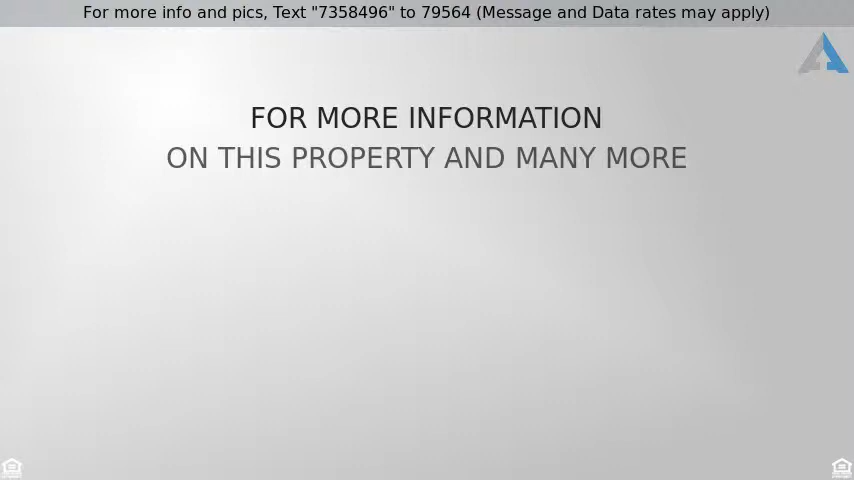 For more info and pics, Text "7358496" to 79564 (Message and Data rates may apply)
FOR MORE INFORMATION
ON THIS PROPERTY AND MANY MORE